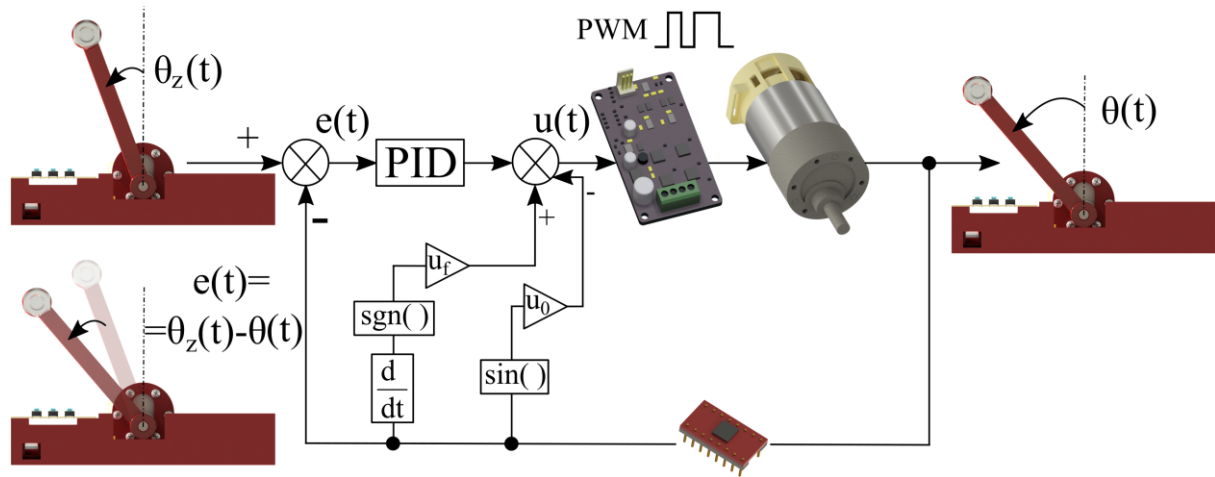 PWM
θz(t)
+
e(t)
PID
u(t)
θ(t)
-
-
+
uf
u0
e(t)=
=θz(t)-θ(t)
sgn( )
sin( )
d
dt